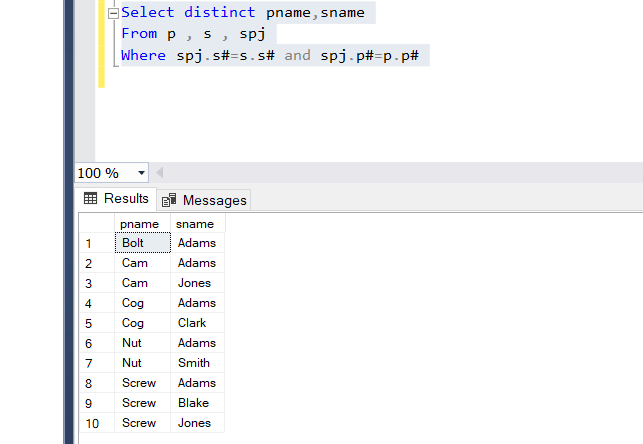 Select distinct pname,sname
From p , s , spj
Where spj.s#=s.s# and spj.p#=p.p#
100 %
Results Messages
pname sname
1 Bolt Adams
2 Cam Adams
3 Cam Jones
4 Cog Adams
5 Cog Clark
6 Nut Adams
7 Nut Smith
8 Screw Adams
9 Screw Blake
10 Screw Jones